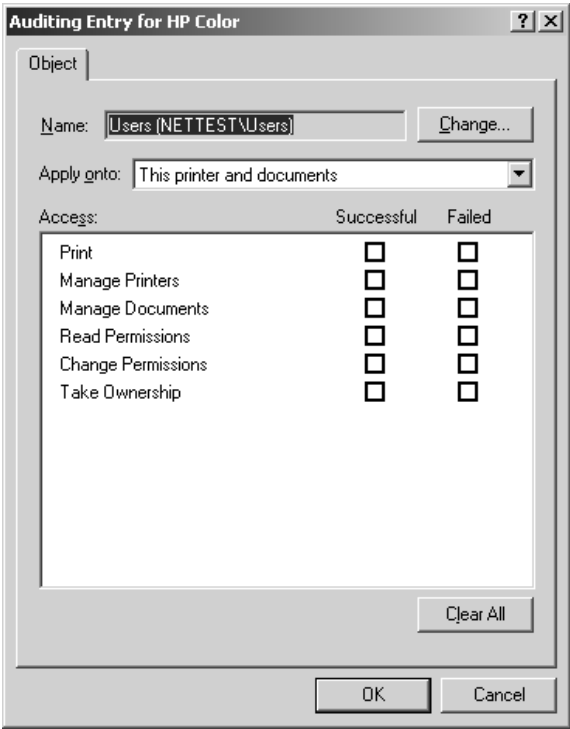 Auditing Entry for HP Color
Object
Name: Users (NETTEST\Users) Change...
Apply onto: This printer and documents
Access: Successful Failed
Print
Manage Printers
Manage Documents
Read Permissions
Change Permissions
Take Ownership
Clear All
OK Cancel